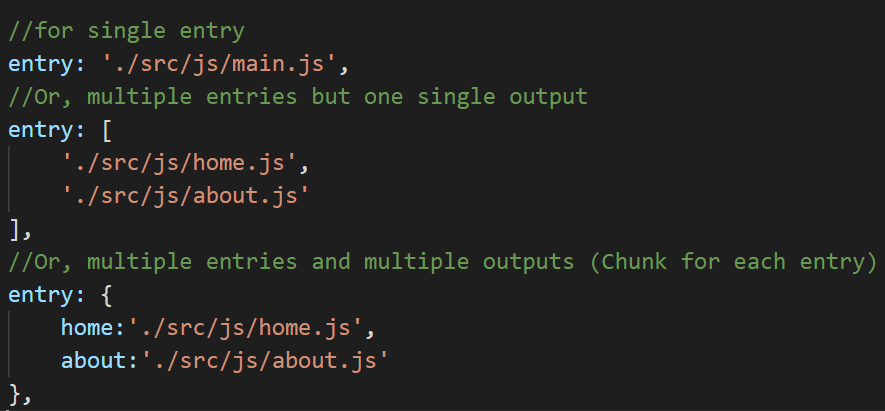 //for single entry
entry: './src/js/main.js',
//Or, multiple entries but one single output
entry: [
    './src/js/home.js',
    './src/js/about.js'
],
//Or, multiple entries and multiple outputs (Chunk for each entry)
entry: {
    home:'./src/js/home.js',
    about:'./src/js/about.js'
},